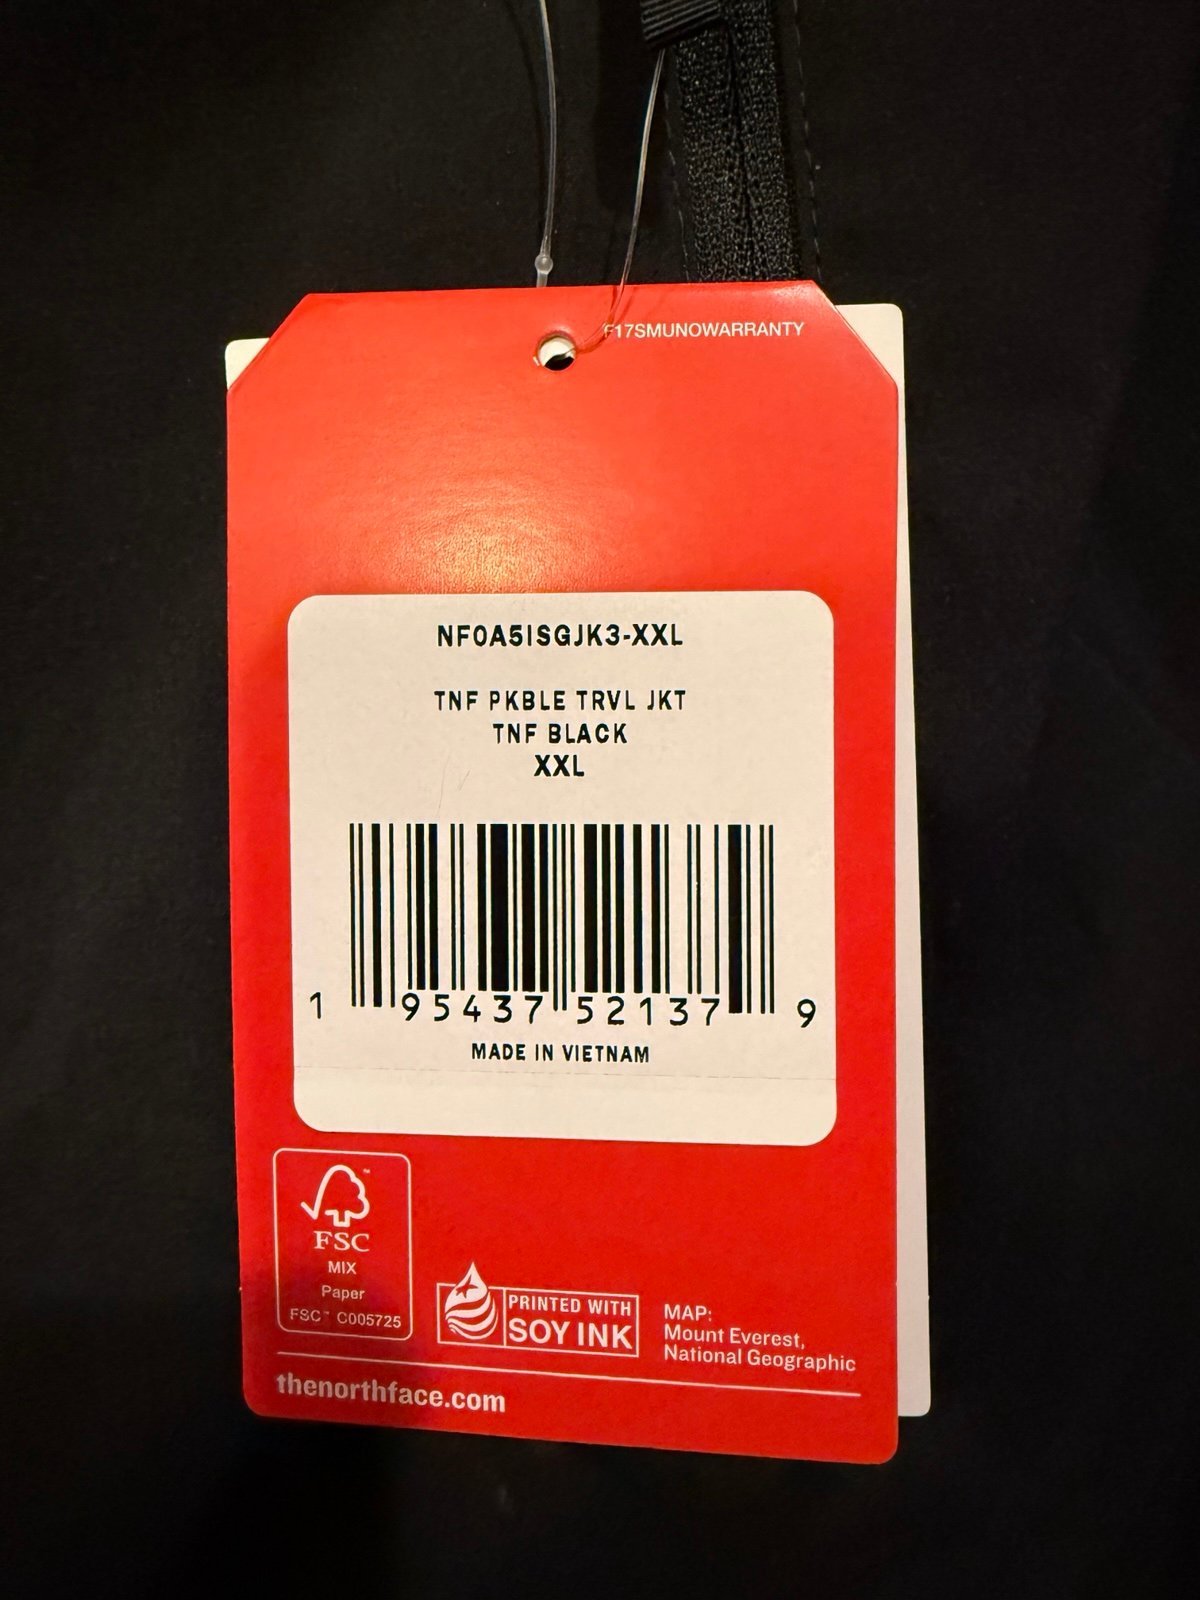 F17SMUNOWARRANTY
NF0A5ISGJK3-XXL
TNF PKBLE TRVL JKT
TNF BLACK
XXL
1 95437 52137 9
MADE IN VIETNAM
FSC
MIX
Paper
FSC™ C005725
PRINTED WITH
SOY INK
MAP:
Mount Everest,
National Geographic
thenorthface.com